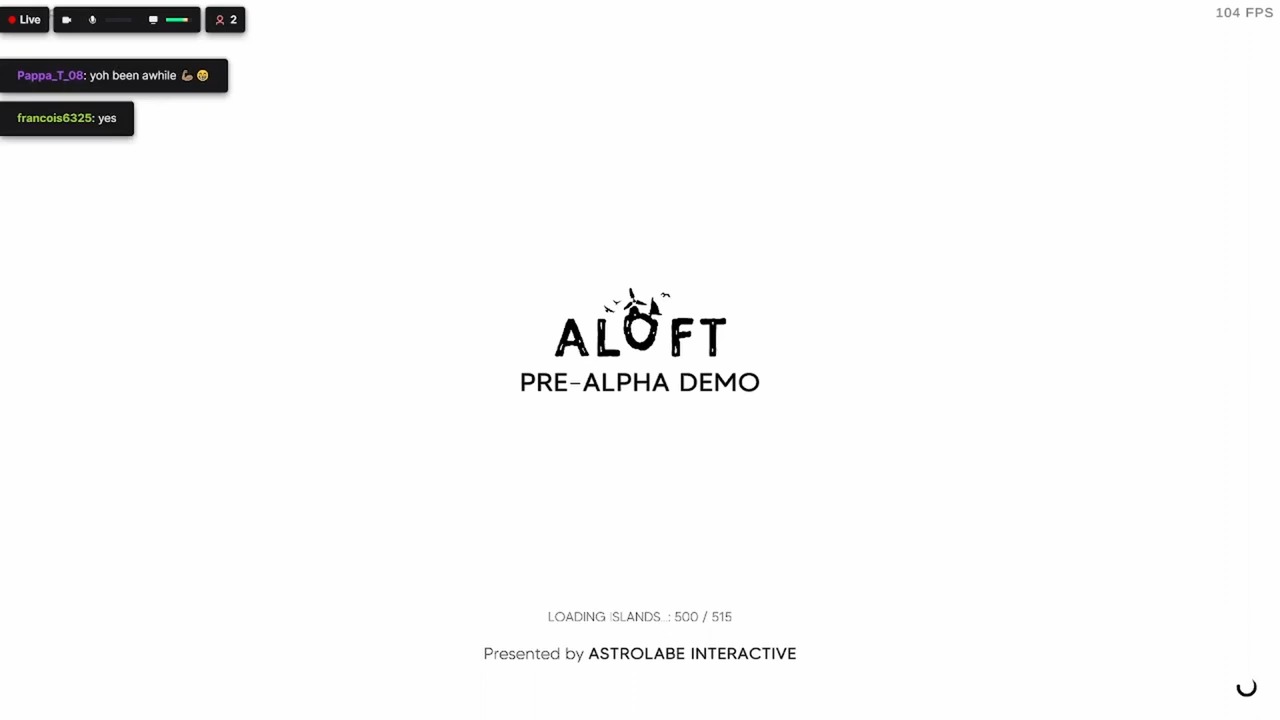 Live
2
104 FPS
Pappa_T_08: yoh been awhile 💪🏽 😁
francois6325: yes
ALOFT
PRE-ALPHA DEMO
LOADING ISLANDS..: 500 / 515
Presented by ASTROLABE INTERACTIVE